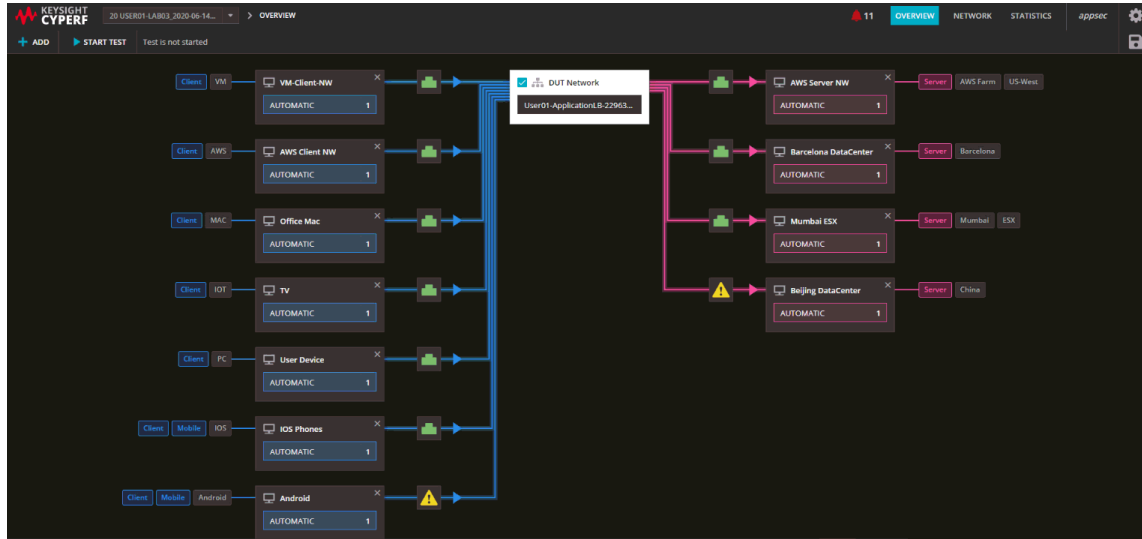 KEYSIGHT
CYPERF
20 USER01-LAB03_2020-06-14... > OVERVIEW
11 OVERVIEW NETWORK STATISTICS appsec
+ ADD START TEST Test is not started
Client VM VM-Client-NW
AUTOMATIC 1
DUT Network
User01-ApplicationLB-22963...
AWS Server NW Server AWS Farm US-West
AUTOMATIC 1
Client AWS AWS Client NW
AUTOMATIC 1
Barcelona DataCenter Server Barcelona
AUTOMATIC 1
Client MAC Office Mac
AUTOMATIC 1
Mumbai ESX Server Mumbai ESX
AUTOMATIC 1
Client IOT TV
AUTOMATIC 1
Beijing DataCenter Server China
AUTOMATIC 1
Client PC User Device
AUTOMATIC 1
Client Mobile IOS IOS Phones
AUTOMATIC 1
Client Mobile Android Android
AUTOMATIC 1